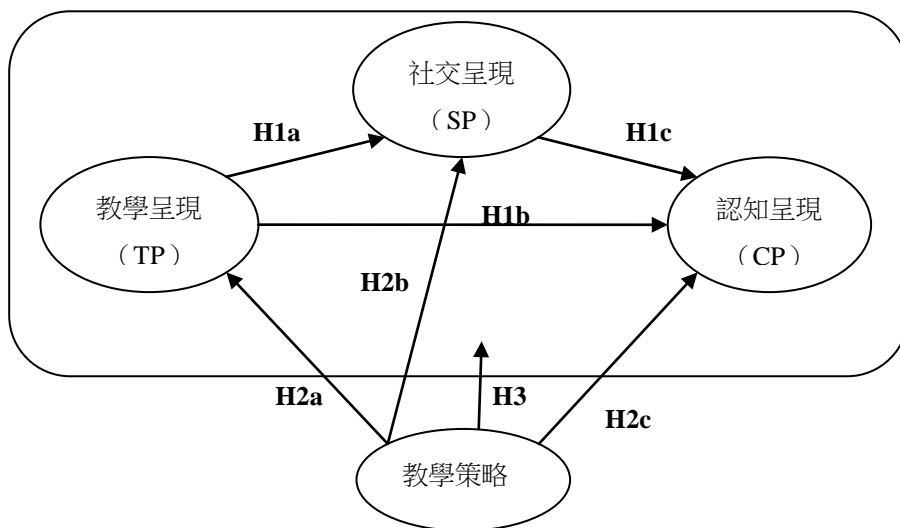 社交呈現
（SP）
H1a
H1c
教學呈現
（TP）
H1b
認知呈現
（CP）
H2b
H2a
H3
H2c
教學策略